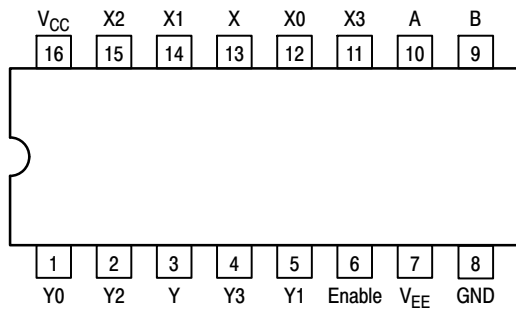 VCC X2 X1 X X0 X3 A B
16 15 14 13 12 11 10 9
1 2 3 4 5 6 7 8
Y0 Y2 Y Y3 Y1 Enable VEE GND